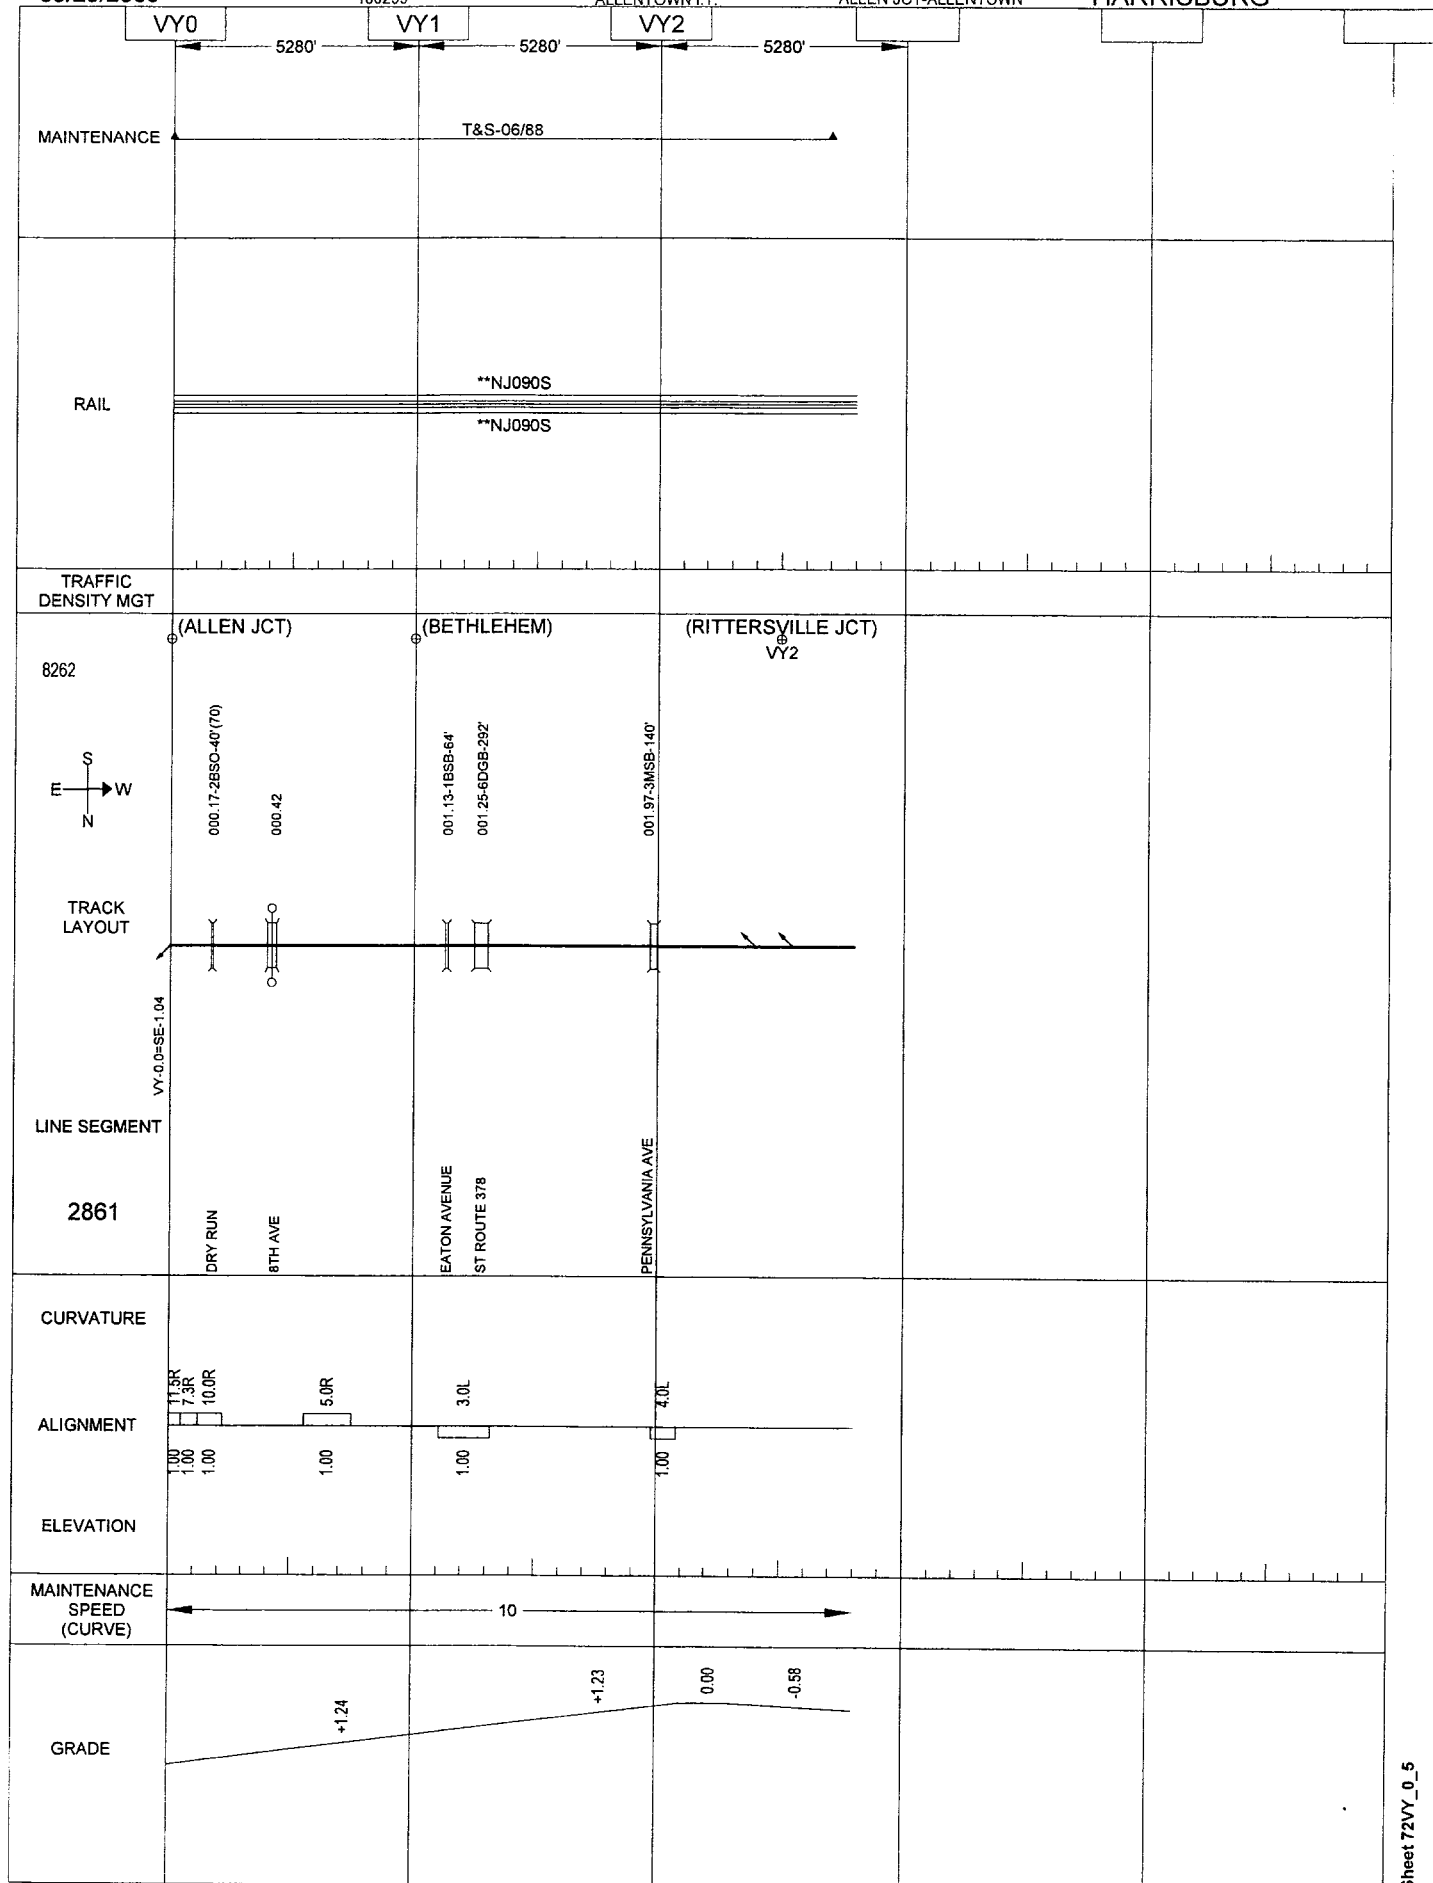 ALLEN JCT-ALLENTOWN
HARRISBURG
VY0
VY1
VY2
5280'
5280'
5280'
MAINTENANCE
T&S-06/88
RAIL
**NJ090S
**NJ090S
TRAFFIC
DENSITY MGT
(ALLEN JCT)
(BETHLEHEM)
(RITTERSVILLE JCT)
VY2
8262
S
E
W
N
000.17-2BSO-40'(70)
000.42
001.13-1BSB-64'
001.25-6DGB-292'
001.97-3MSB-140'
TRACK
LAYOUT
VY-0.0=SE-1.04
LINE SEGMENT
2861
DRY RUN
8TH AVE
EATON AVENUE
ST ROUTE 378
PENNSYLVANIA AVE
CURVATURE
11.5R
7.3R
10.0R
5.0R
3.0L
4.0L
ALIGNMENT
1.00
1.00
1.00
1.00
1.00
1.00
ELEVATION
MAINTENANCE
SPEED
(CURVE)
10
GRADE
+1.24
+1.23
0.00
-0.58
Sheet 72VY_0_5